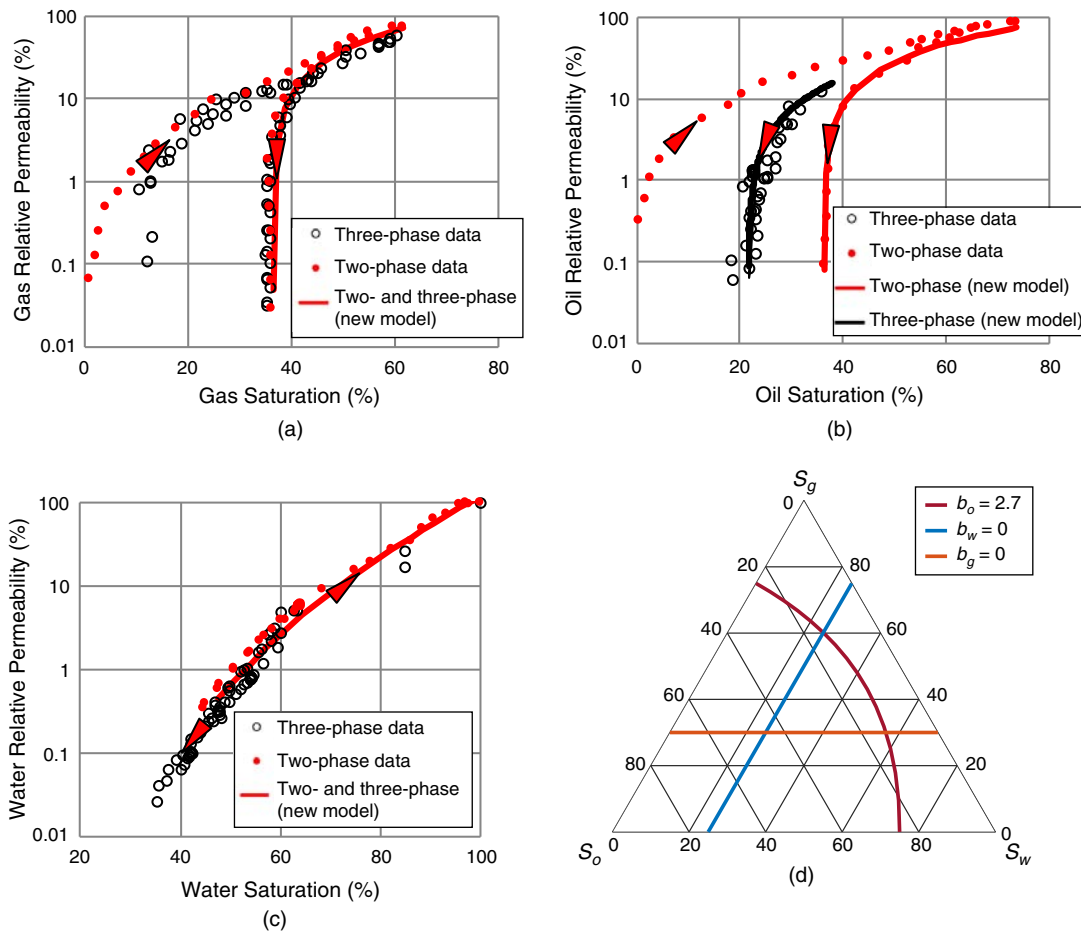 100
10
1
0.1
0.01
Gas Relative Permeability (%)
0 20 40 60 80
Gas Saturation (%)
Three-phase data
Two-phase data
Two- and three-phase
(new model)
(a)
100
10
1
0.1
0.01
Oil Relative Permeability (%)
0 20 40 60 80
Oil Saturation (%)
Three-phase data
Two-phase data
Two-phase (new model)
Three-phase (new model)
(b)
100
10
1
0.1
0.01
Water Relative Permeability (%)
20 40 60 80 100
Water Saturation (%)
Three-phase data
Two-phase data
Two- and three-phase
(new model)
(c)
S_g
0
20 80
40 60
60 40
80 20
0
0 20 40 60 80
S_o S_w
b_o = 2.7
b_w = 0
b_g = 0
(d)